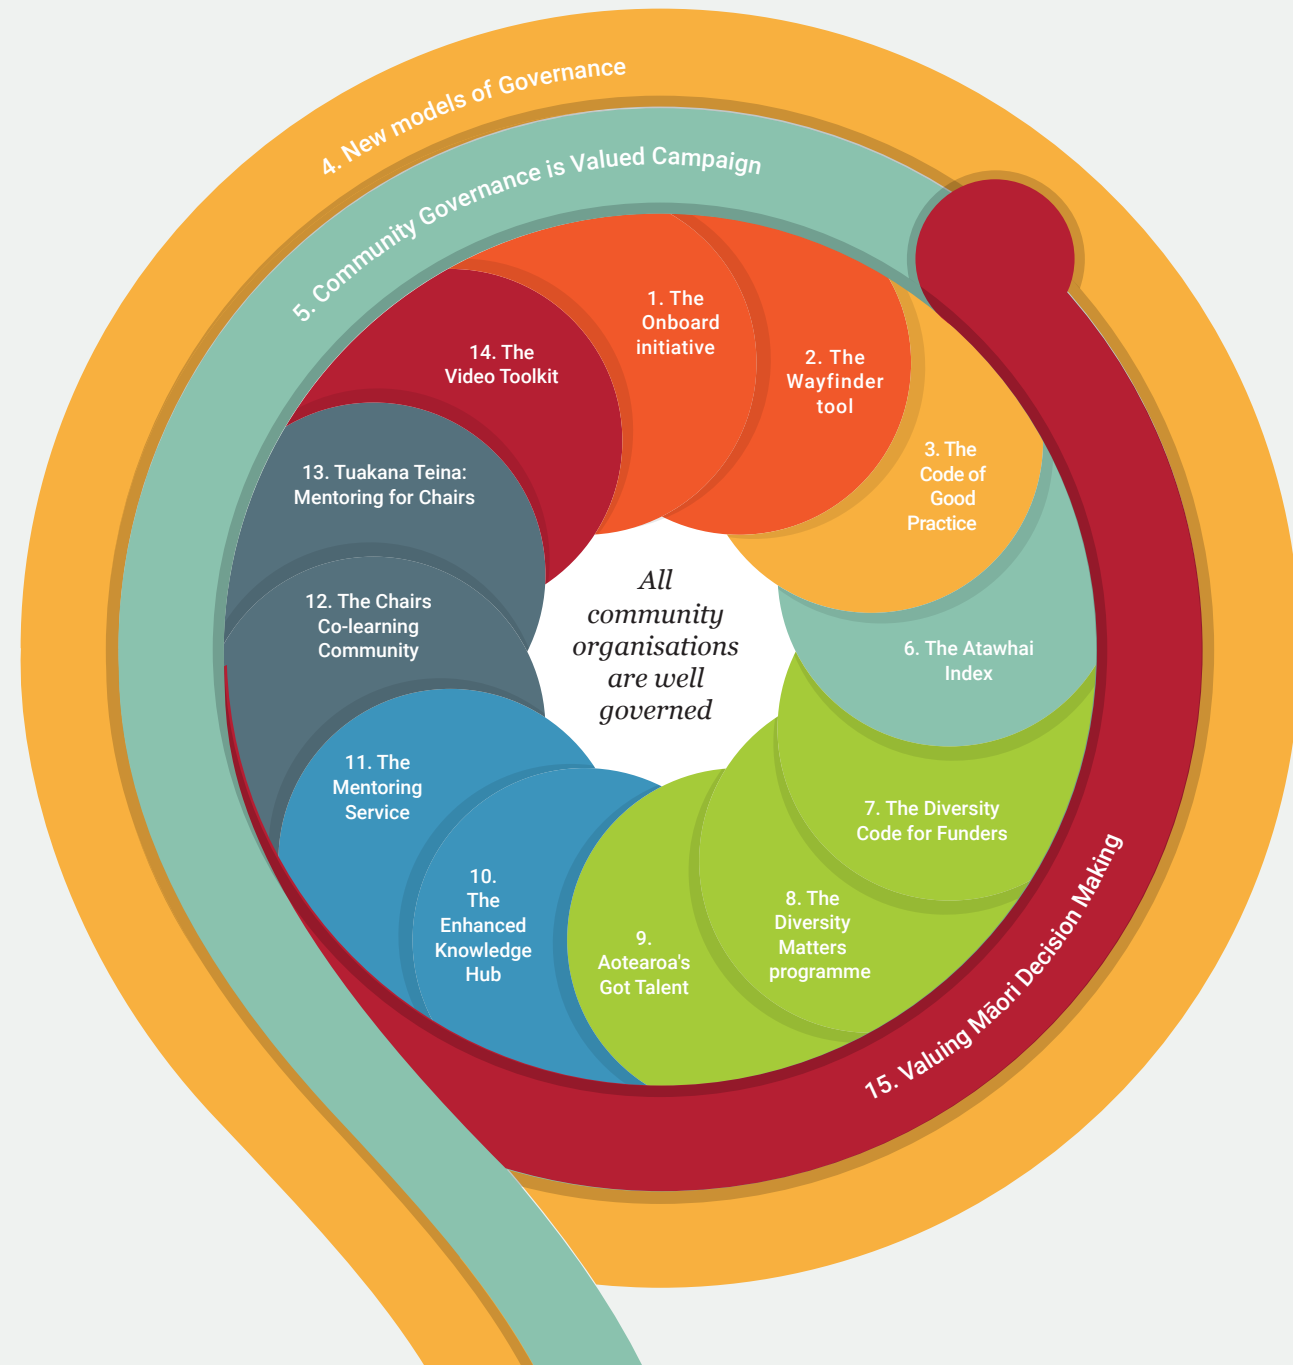 4. New models of Governance
5. Community Governance is Valued Campaign
1. The
Onboard
initiative
2. The
Wayfinder
tool
3. The
Code of
Good
Practice
6. The Atawhai
Index
7. The Diversity
Code for Funders
8. The
Diversity
Matters
programme
9.
Aotearoa's
Got Talent
10.
The
Enhanced
Knowledge
Hub
11. The
Mentoring
Service
12. The Chairs
Co-learning
Community
13. Tuakana Teina:
Mentoring for Chairs
14. The
Video Toolkit
15. Valuing Māori Decision Making
All
community
organisations
are well
governed